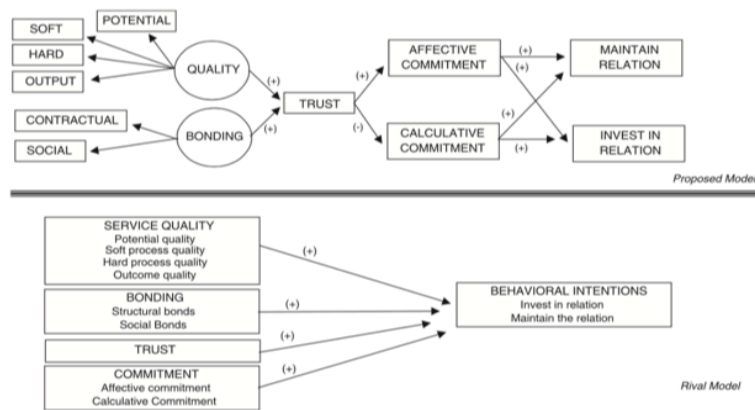 POTENTIAL
SOFT
HARD
OUTPUT
QUALITY
CONTRACTUAL
SOCIAL
BONDING
(+)
(+)
TRUST
(+)
(-)
AFFECTIVE
COMMITMENT
CALCULATIVE
COMMITMENT
(+)
(+)
(+)
(+)
MAINTAIN
RELATION
INVEST IN
RELATION
Proposed Model
SERVICE QUALITY
Potential quality
Soft process quality
Hard process quality
Outcome quality
(+)
BONDING
Structural bonds
Social Bonds
(+)
TRUST
(+)
COMMITMENT
Affective commitment
Calculative Commitment
(+)
BEHAVIORAL INTENTIONS
Invest in relation
Maintain the relation
Rival Model